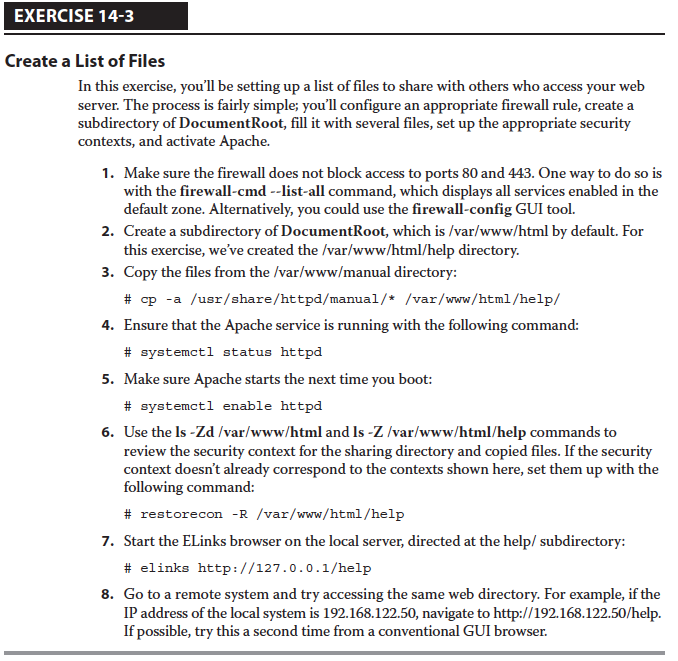 EXERCISE 14-3
Create a List of Files
In this exercise, you'll be setting up a list of files to share with others who access your web
server. The process is fairly simple; you'll configure an appropriate firewall rule, create a
subdirectory of DocumentRoot, fill it with several files, set up the appropriate security
contexts, and activate Apache.
1. Make sure the firewall does not block access to ports 80 and 443. One way to do so is
with the firewall-cmd --list-all command, which displays all services enabled in the
default zone. Alternatively, you could use the firewall-config GUI tool.
2. Create a subdirectory of DocumentRoot, which is /var/www/html by default. For
this exercise, we've created the /var/www/html/help directory.
3. Copy the files from the /var/www/manual directory:
# cp -a /usr/share/httpd/manual/* /var/www/html/help/
4. Ensure that the Apache service is running with the following command:
# systemctl status httpd
5. Make sure Apache starts the next time you boot:
# systemctl enable httpd
6. Use the ls -Zd /var/www/html and ls -Z /var/www/html/help commands to
review the security context for the sharing directory and copied files. If the security
context doesn't already correspond to the contexts shown here, set them up with the
following command:
# restorecon -R /var/www/html/help
7. Start the ELinks browser on the local server, directed at the help/ subdirectory:
# elinks http://127.0.0.1/help
8. Go to a remote system and try accessing the same web directory. For example, if the
IP address of the local system is 192.168.122.50, navigate to http://192.168.122.50/help.
If possible, try this a second time from a conventional GUI browser.